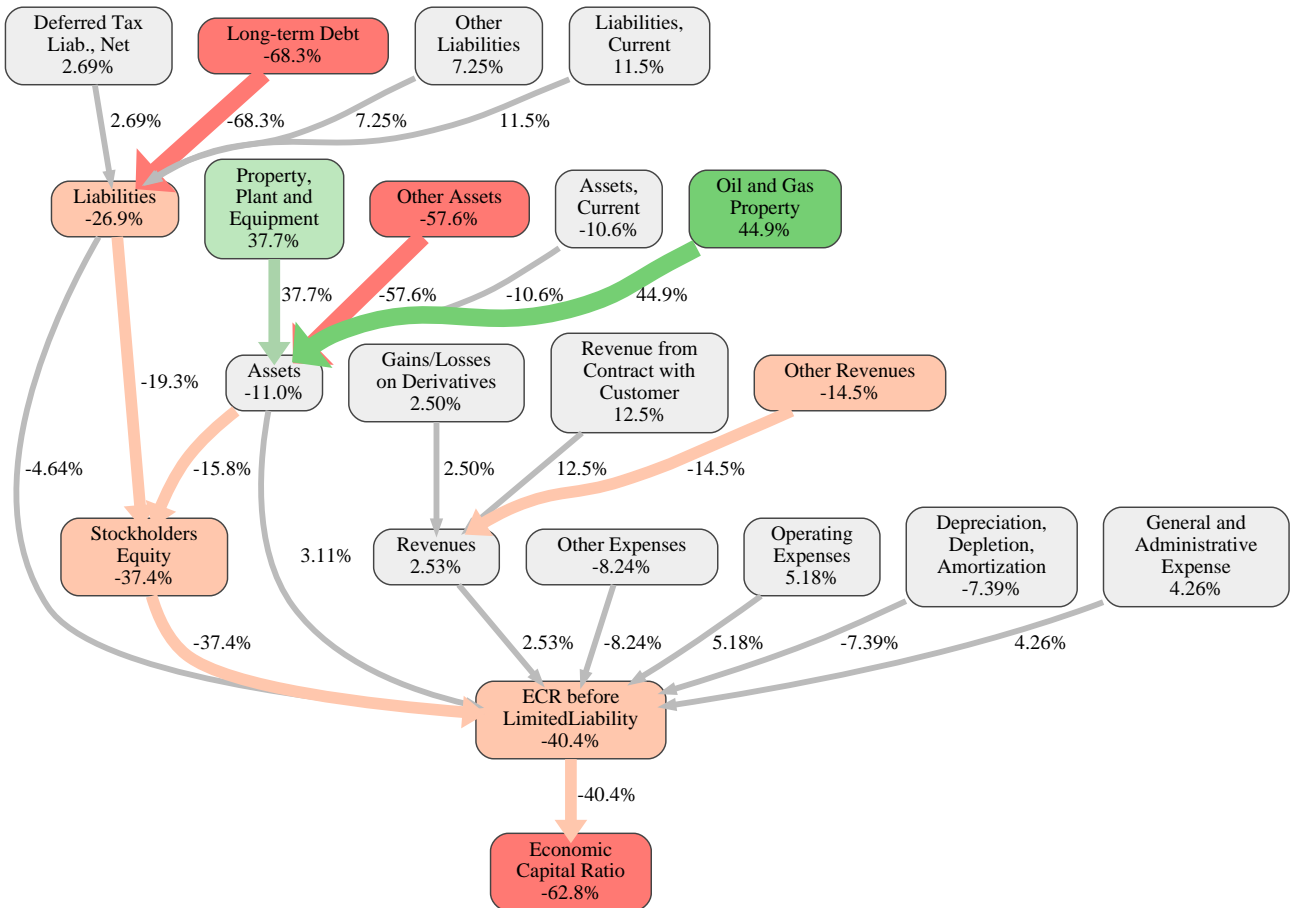 Deferred Tax
Liab., Net
2.69%
Long-term Debt
-68.3%
Other
Liabilities
7.25%
Liabilities,
Current
11.5%
2.69%
-68.3%
7.25%
11.5%
Liabilities
-26.9%
Property,
Plant and
Equipment
37.7%
Other Assets
-57.6%
Assets,
Current
-10.6%
Oil and Gas
Property
44.9%
37.7%
-57.6%
-10.6%
44.9%
Assets
-11.0%
Gains/Losses
on Derivatives
2.50%
Revenue from
Contract with
Customer
12.5%
Other Revenues
-14.5%
-19.3%
-4.64%
-15.8%
2.50%
12.5%
-14.5%
Stockholders
Equity
-37.4%
3.11%
Revenues
2.53%
Other Expenses
-8.24%
Operating
Expenses
5.18%
Depreciation,
Depletion,
Amortization
-7.39%
General and
Administrative
Expense
4.26%
-37.4%
2.53%
-8.24%
5.18%
-7.39%
4.26%
ECR before
LimitedLiability
-40.4%
-40.4%
Economic
Capital Ratio
-62.8%